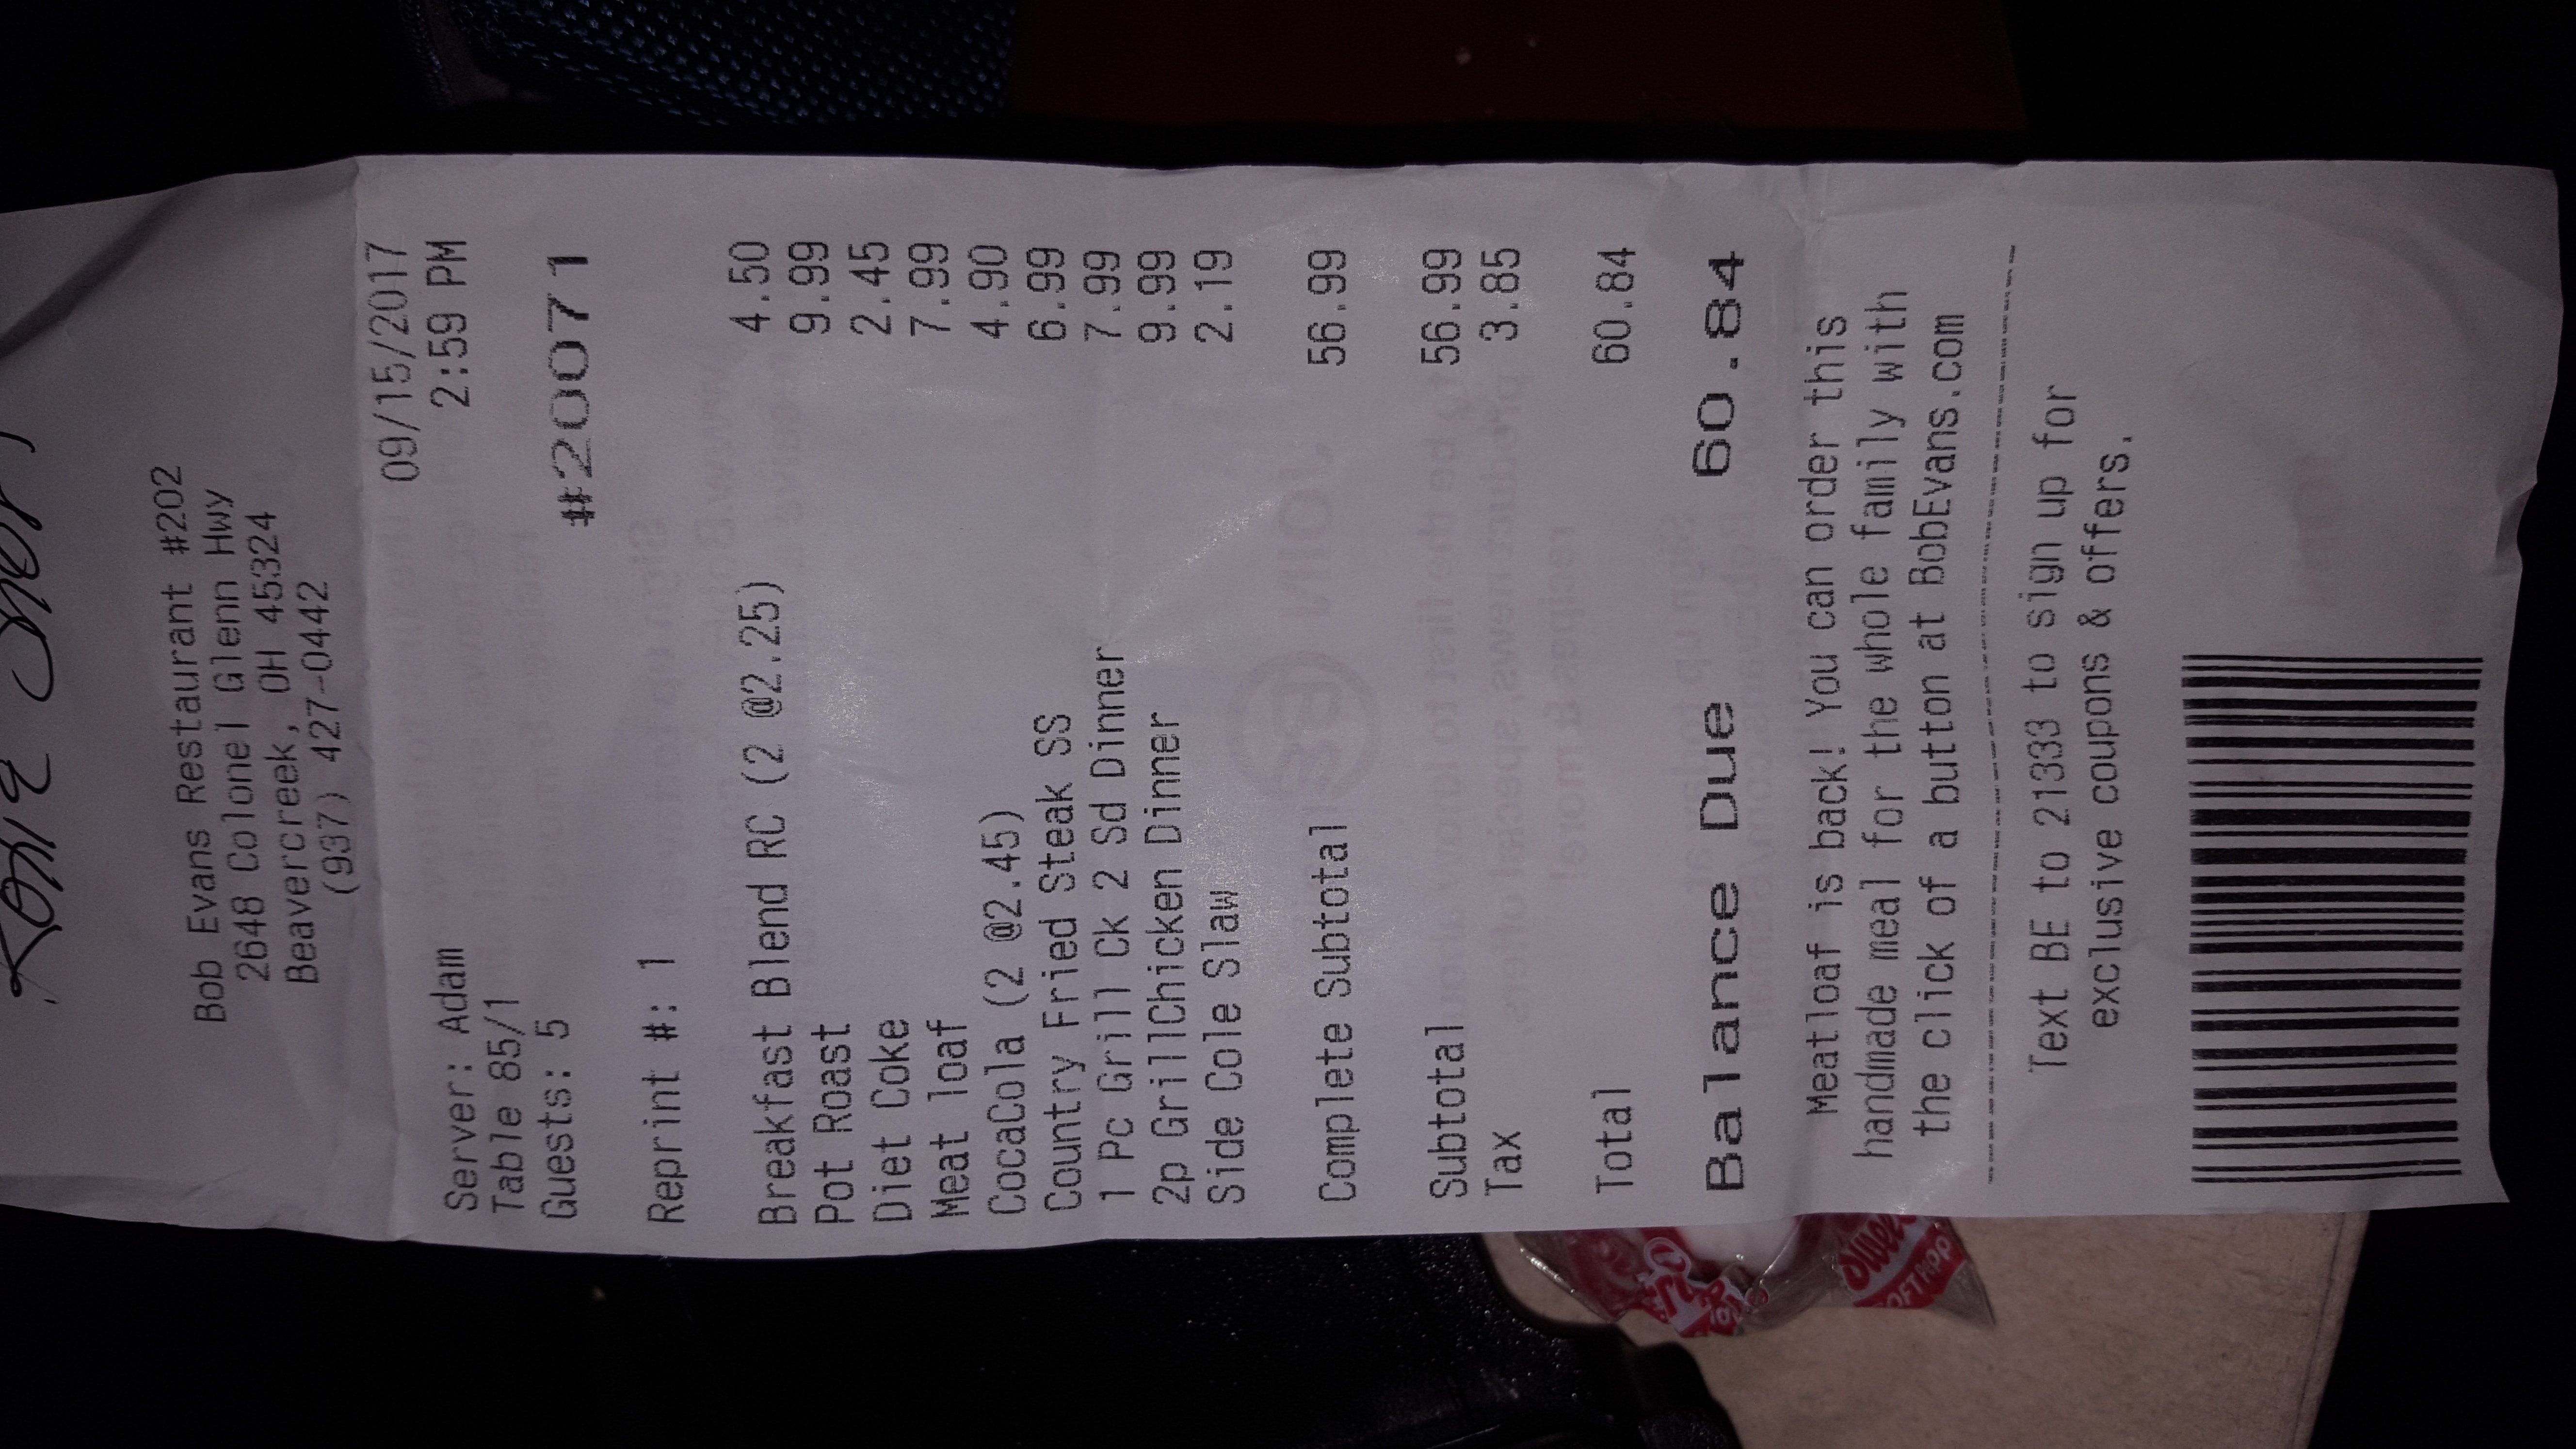 Bob Evans Restaurant #202
2648 Colonel Glenn Hwy
Beavercreek, OH 45324
(937) 427-0442
09/15/2017
Server: Adam 2:59 PM
Table 85/1
Guests: 5 #20071
Reprint #: 1
Breakfast Blend RC (2 @2.25) 4.50
Pot Roast 9.99
Diet Coke 2.45
Meat loaf 7.99
CocaCola (2 @2.45) 4.90
Country Fried Steak SS 6.99
1 Pc Grill Ck 2 Sd Dinner 7.99
2p GrillChicken Dinner 9.99
Side Cole Slaw 2.19
Complete Subtotal 56.99
Subtotal 56.99
Tax 3.85
Total 60.84
Balance Due 60.84
Meatloaf is back! You can order this
handmade meal for the whole family with
the click of a button at BobEvans.com
Text BE to 21333 to sign up for
exclusive coupons & offers.